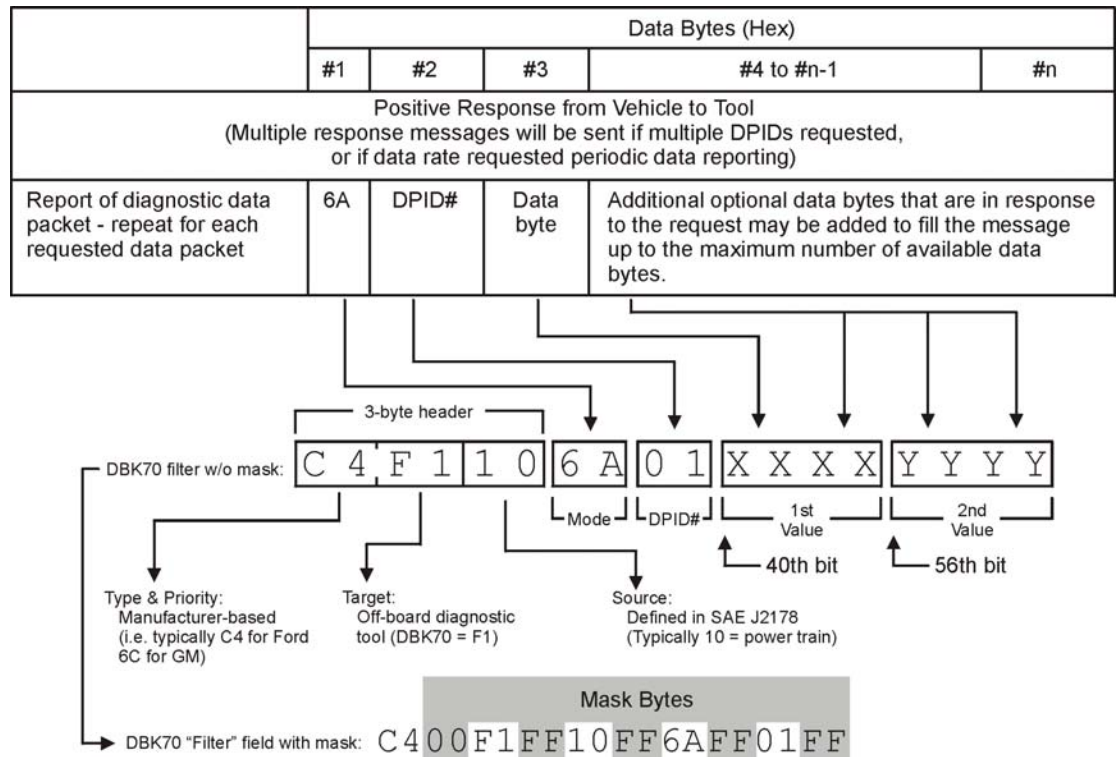 Data Bytes (Hex)
#1 #2 #3 #4 to #n-1 #n
Positive Response from Vehicle to Tool
(Multiple response messages will be sent if multiple DPIDs requested,
or if data rate requested periodic data reporting)
Report of diagnostic data
packet - repeat for each
requested data packet
6A
DPID#
Data
byte
Additional optional data bytes that are in response
to the request may be added to fill the message
up to the maximum number of available data
bytes.
3-byte header
DBK70 filter w/o mask: C 4 F 1 1 0 6 A 0 1 X X X X Y Y Y Y
Mode
DPID#
1st
Value
2nd
Value
40th bit
56th bit
Type & Priority:
Manufacturer-based
(i.e. typically C4 for Ford
6C for GM)
Target:
Off-board diagnostic
tool (DBK70 = F1)
Source:
Defined in SAE J2178
(Typically 10 = power train)
Mask Bytes
DBK70 "Filter" field with mask: C400F1FF10FF6AFF01FF